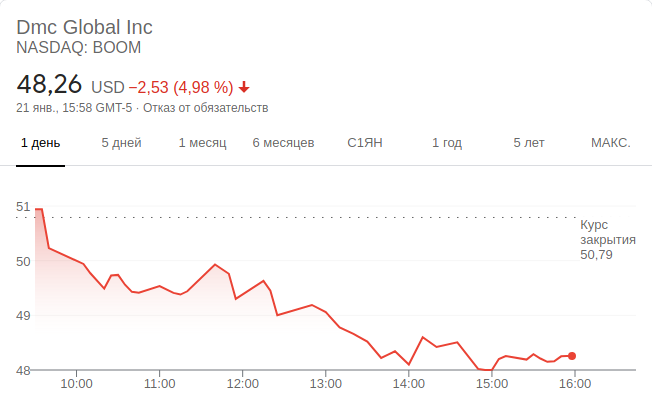 Dmc Global Inc
NASDAQ: BOOM
48,26 USD −2,53 (4,98 %)
21 янв., 15:58 GMT-5 · Отказ от обязательств
1 день 5 дней 1 месяц 6 месяцев С1ЯН 1 год 5 лет МАКС.
51
Курс
закрытия
50,79
50
49
48
10:00 11:00 12:00 13:00 14:00 15:00 16:00